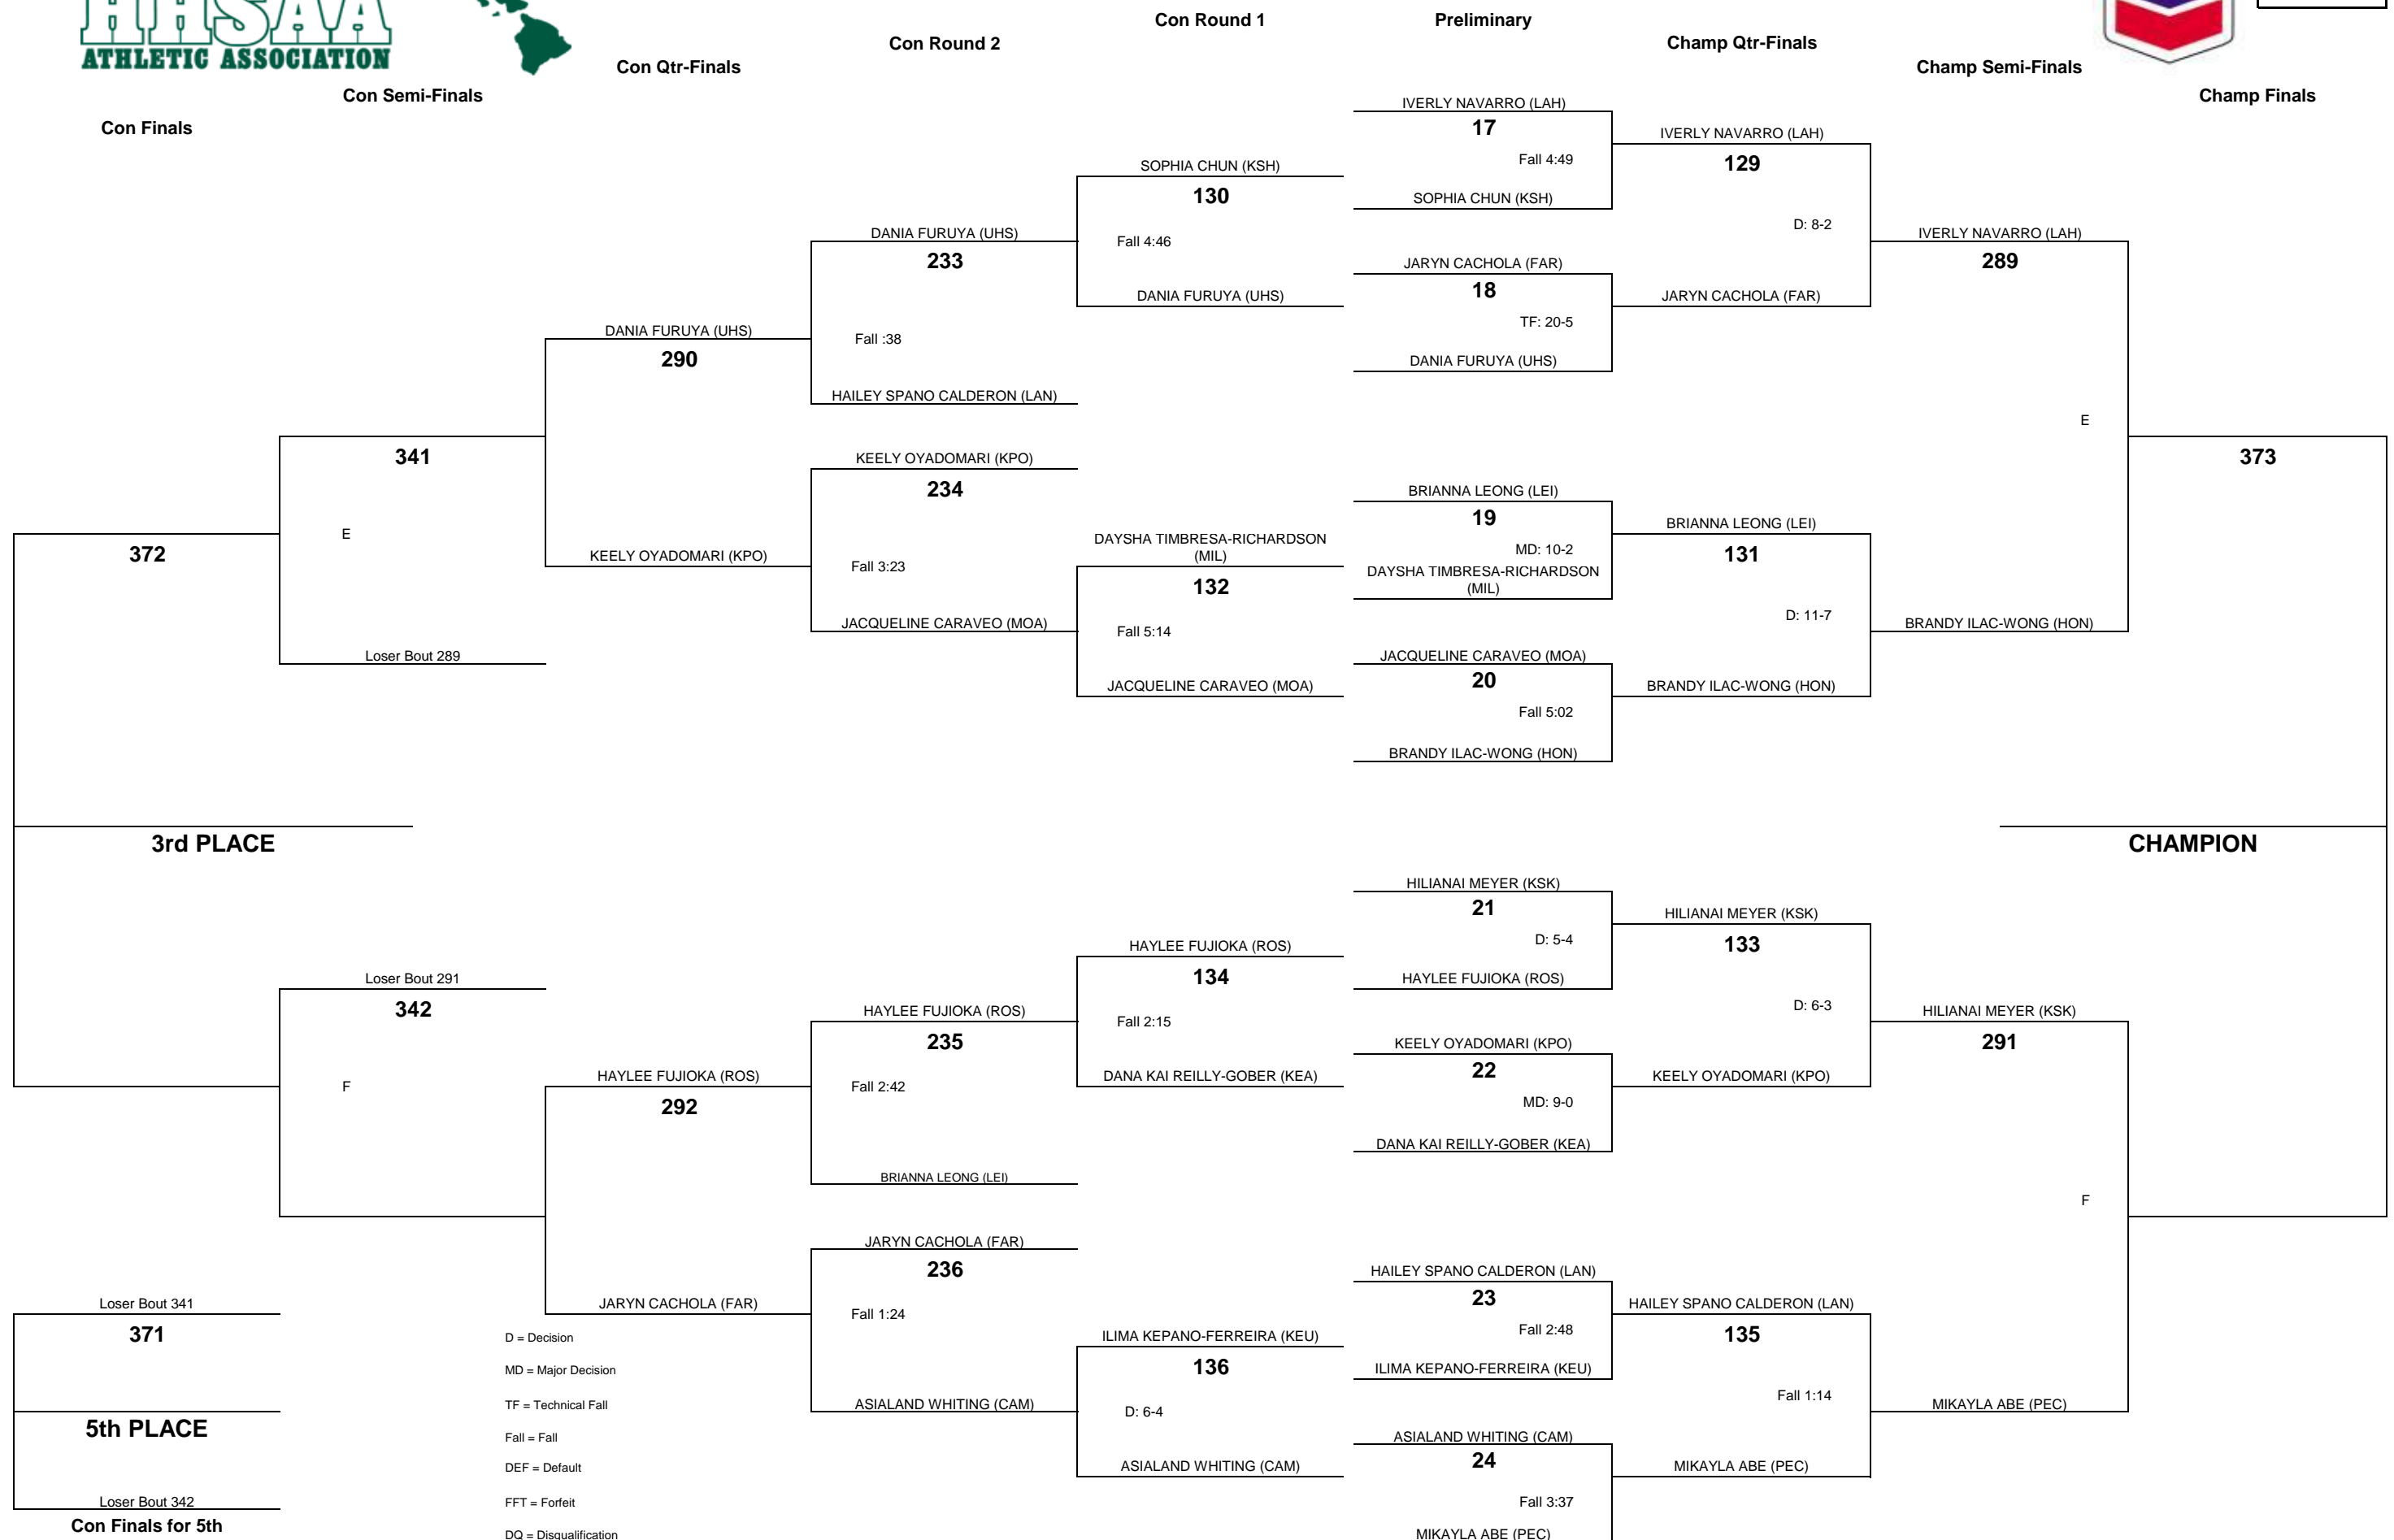 HHSAA
ATHLETIC ASSOCIATION
Con Finals
Con Semi-Finals
Con Qtr-Finals
Con Round 2
Con Round 1
Preliminary
Champ Qtr-Finals
Champ Semi-Finals
Champ Finals
IVERLY NAVARRO (LAH)
17
Fall 4:49
SOPHIA CHUN (KSH)
JARYN CACHOLA (FAR)
18
TF: 20-5
DANIA FURUYA (UHS)
BRIANNA LEONG (LEI)
19
MD: 10-2
DAYSHA TIMBRESA-RICHARDSON
(MIL)
JACQUELINE CARAVEO (MOA)
20
Fall 5:02
BRANDY ILAC-WONG (HON)
HILIANAI MEYER (KSK)
21
D: 5-4
HAYLEE FUJIOKA (ROS)
KEELY OYADOMARI (KPO)
22
MD: 9-0
DANA KAI REILLY-GOBER (KEA)
HAILEY SPANO CALDERON (LAN)
23
Fall 2:48
ILIMA KEPANO-FERREIRA (KEU)
ASIALAND WHITING (CAM)
24
Fall 3:37
MIKAYLA ABE (PEC)
IVERLY NAVARRO (LAH)
129
D: 8-2
JARYN CACHOLA (FAR)
BRIANNA LEONG (LEI)
131
D: 11-7
BRANDY ILAC-WONG (HON)
HILIANAI MEYER (KSK)
133
D: 6-3
KEELY OYADOMARI (KPO)
HAILEY SPANO CALDERON (LAN)
135
Fall 1:14
MIKAYLA ABE (PEC)
IVERLY NAVARRO (LAH)
289
E
BRANDY ILAC-WONG (HON)
HILIANAI MEYER (KSK)
291
F
MIKAYLA ABE (PEC)
373
CHAMPION
SOPHIA CHUN (KSH)
130
Fall 4:46
DANIA FURUYA (UHS)
DAYSHA TIMBRESA-RICHARDSON
(MIL)
132
Fall 5:14
JACQUELINE CARAVEO (MOA)
HAYLEE FUJIOKA (ROS)
134
Fall 2:15
DANA KAI REILLY-GOBER (KEA)
ILIMA KEPANO-FERREIRA (KEU)
136
D: 6-4
ASIALAND WHITING (CAM)
DANIA FURUYA (UHS)
233
Fall :38
HAILEY SPANO CALDERON (LAN)
KEELY OYADOMARI (KPO)
234
Fall 3:23
JACQUELINE CARAVEO (MOA)
HAYLEE FUJIOKA (ROS)
235
Fall 2:42
BRIANNA LEONG (LEI)
JARYN CACHOLA (FAR)
236
Fall 1:24
ASIALAND WHITING (CAM)
DANIA FURUYA (UHS)
290
KEELY OYADOMARI (KPO)
HAYLEE FUJIOKA (ROS)
292
JARYN CACHOLA (FAR)
341
E
Loser Bout 289
Loser Bout 291
342
F
372
3rd PLACE
Loser Bout 341
371
5th PLACE
Loser Bout 342
Con Finals for 5th
D = Decision
MD = Major Decision
TF = Technical Fall
Fall = Fall
DEF = Default
FFT = Forfeit
DQ = Disqualification